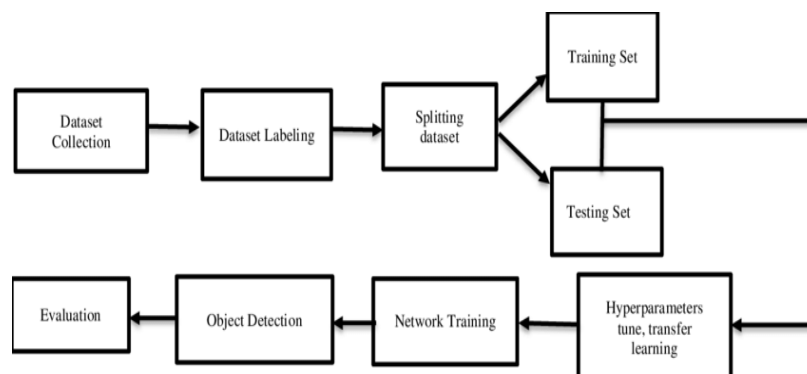 Dataset
Collection
Dataset Labeling
Splitting
dataset
Training Set
Testing Set
Hyperparameters
tune, transfer
learning
Network Training
Object Detection
Evaluation